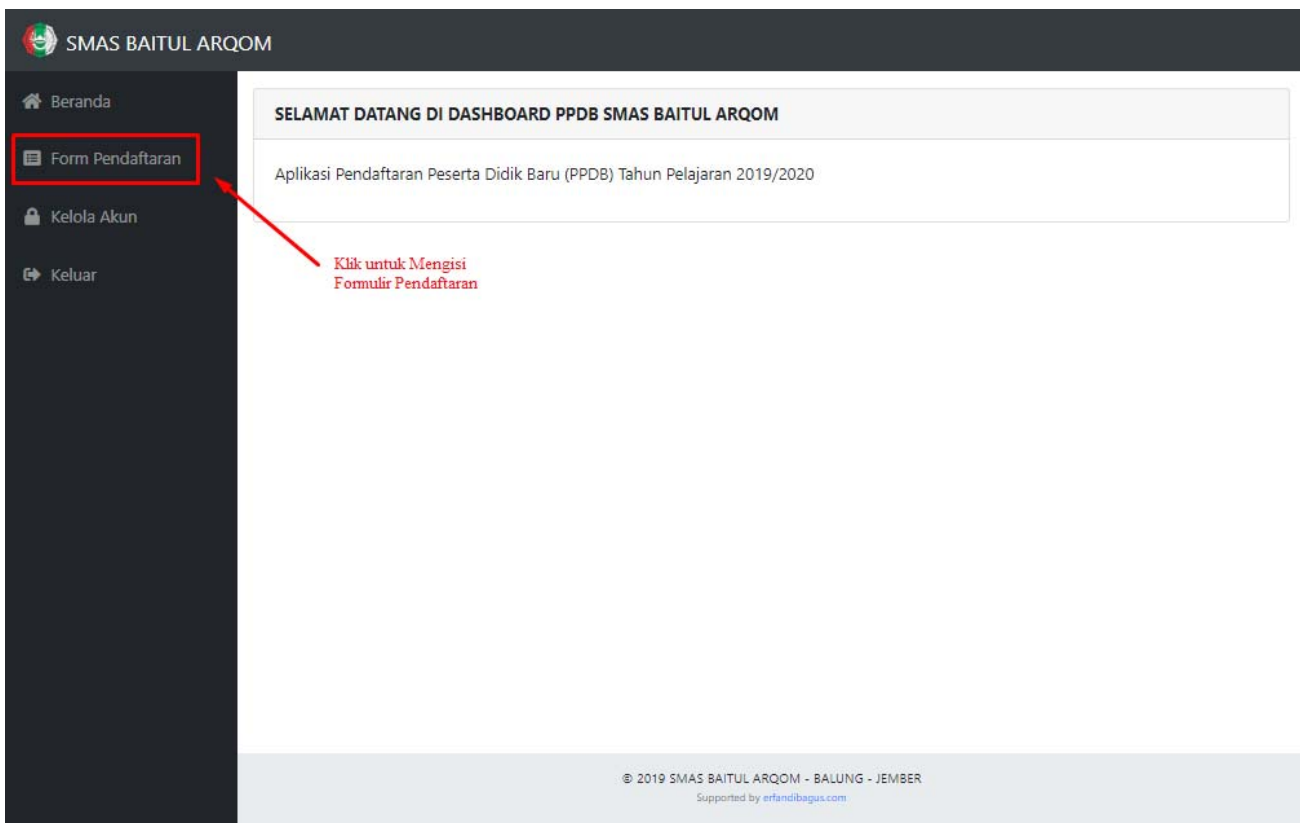 SMAS BAITUL ARQOM
Beranda
Form Pendaftaran
Kelola Akun
Keluar
SELAMAT DATANG DI DASHBOARD PPDB SMAS BAITUL ARQOM
Aplikasi Pendaftaran Peserta Didik Baru (PPDB) Tahun Pelajaran 2019/2020
Klik untuk Mengisi
Formulir Pendaftaran
© 2019 SMAS BAITUL ARQOM - BALUNG - JEMBER
Supported by erfandibagus.com